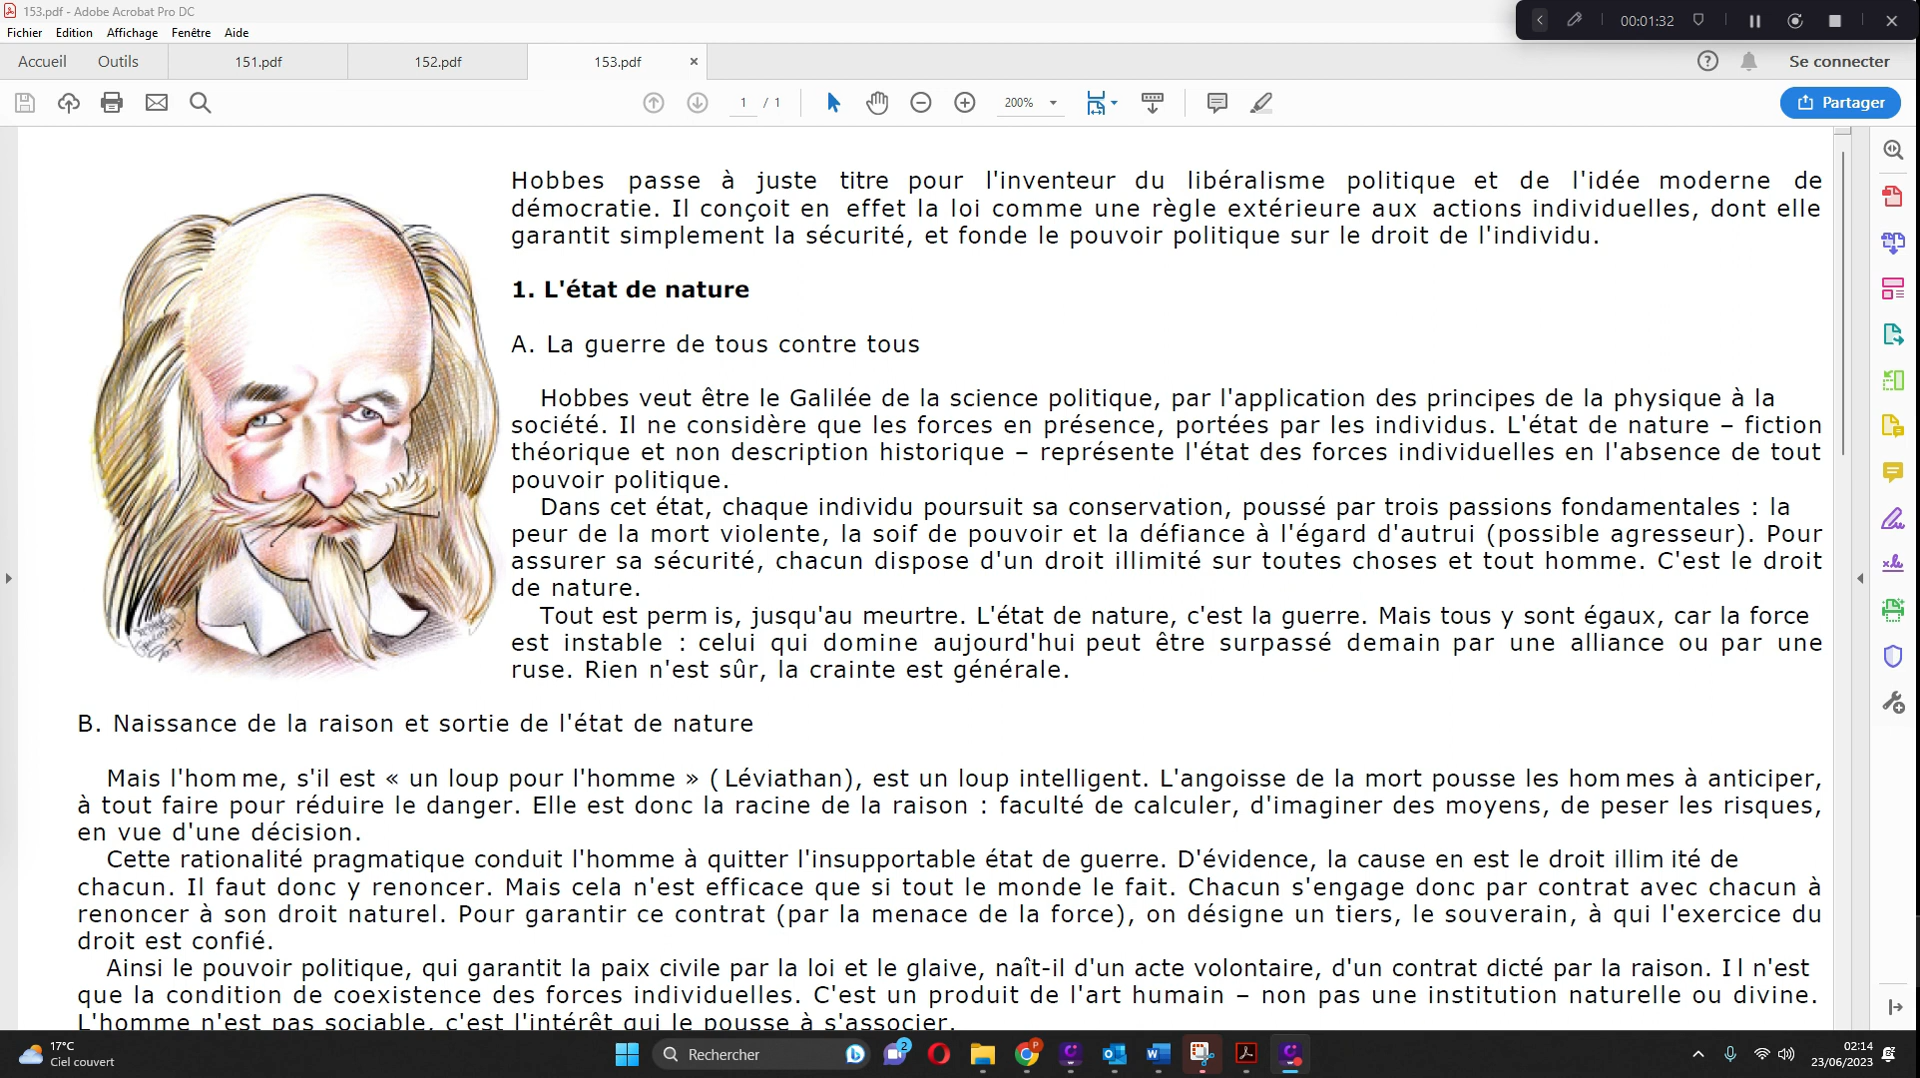 153.pdf - Adobe Acrobat Pro DC
00:01:32
Fichier Edition Affichage Fenêtre Aide
Accueil Outils 151.pdf 152.pdf 153.pdf Se connecter
1 / 1 200% Partager
Hobbes passe à juste titre pour l'inventeur du libéralisme politique et de l'idée moderne de
démocratie. Il conçoit en effet la loi comme une règle extérieure aux actions individuelles, dont elle
garantit simplement la sécurité, et fonde le pouvoir politique sur le droit de l'individu.
1. L'état de nature
A. La guerre de tous contre tous
Hobbes veut être le Galilée de la science politique, par l'application des principes de la physique à la
société. Il ne considère que les forces en présence, portées par les individus. L'état de nature – fiction
théorique et non description historique – représente l'état des forces individuelles en l'absence de tout
pouvoir politique.
Dans cet état, chaque individu poursuit sa conservation, poussé par trois passions fondamentales : la
peur de la mort violente, la soif de pouvoir et la défiance à l'égard d'autrui (possible agresseur). Pour
assurer sa sécurité, chacun dispose d'un droit illimité sur toutes choses et tout homme. C'est le droit
de nature.
Tout est permis, jusqu'au meurtre. L'état de nature, c'est la guerre. Mais tous y sont égaux, car la force
est instable : celui qui domine aujourd'hui peut être surpassé demain par une alliance ou par une
ruse. Rien n'est sûr, la crainte est générale.
B. Naissance de la raison et sortie de l'état de nature
Mais l'homme, s'il est « un loup pour l'homme » (Léviathan), est un loup intelligent. L'angoisse de la mort pousse les hommes à anticiper,
à tout faire pour réduire le danger. Elle est donc la racine de la raison : faculté de calculer, d'imaginer des moyens, de peser les risques,
en vue d'une décision.
Cette rationalité pragmatique conduit l'homme à quitter l'insupportable état de guerre. D'évidence, la cause en est le droit illimité de
chacun. Il faut donc y renoncer. Mais cela n'est efficace que si tout le monde le fait. Chacun s'engage donc par contrat avec chacun à
renoncer à son droit naturel. Pour garantir ce contrat (par la menace de la force), on désigne un tiers, le souverain, à qui l'exercice du
droit est confié.
Ainsi le pouvoir politique, qui garantit la paix civile par la loi et le glaive, naît-il d'un acte volontaire, d'un contrat dicté par la raison. Il n'est
que la condition de coexistence des forces individuelles. C'est un produit de l'art humain – non pas une institution naturelle ou divine.
L'homme n'est pas sociable, c'est l'intérêt qui le pousse à s'associer.
17°C
Ciel couvert
Rechercher
2
P
02:14
23/06/2023